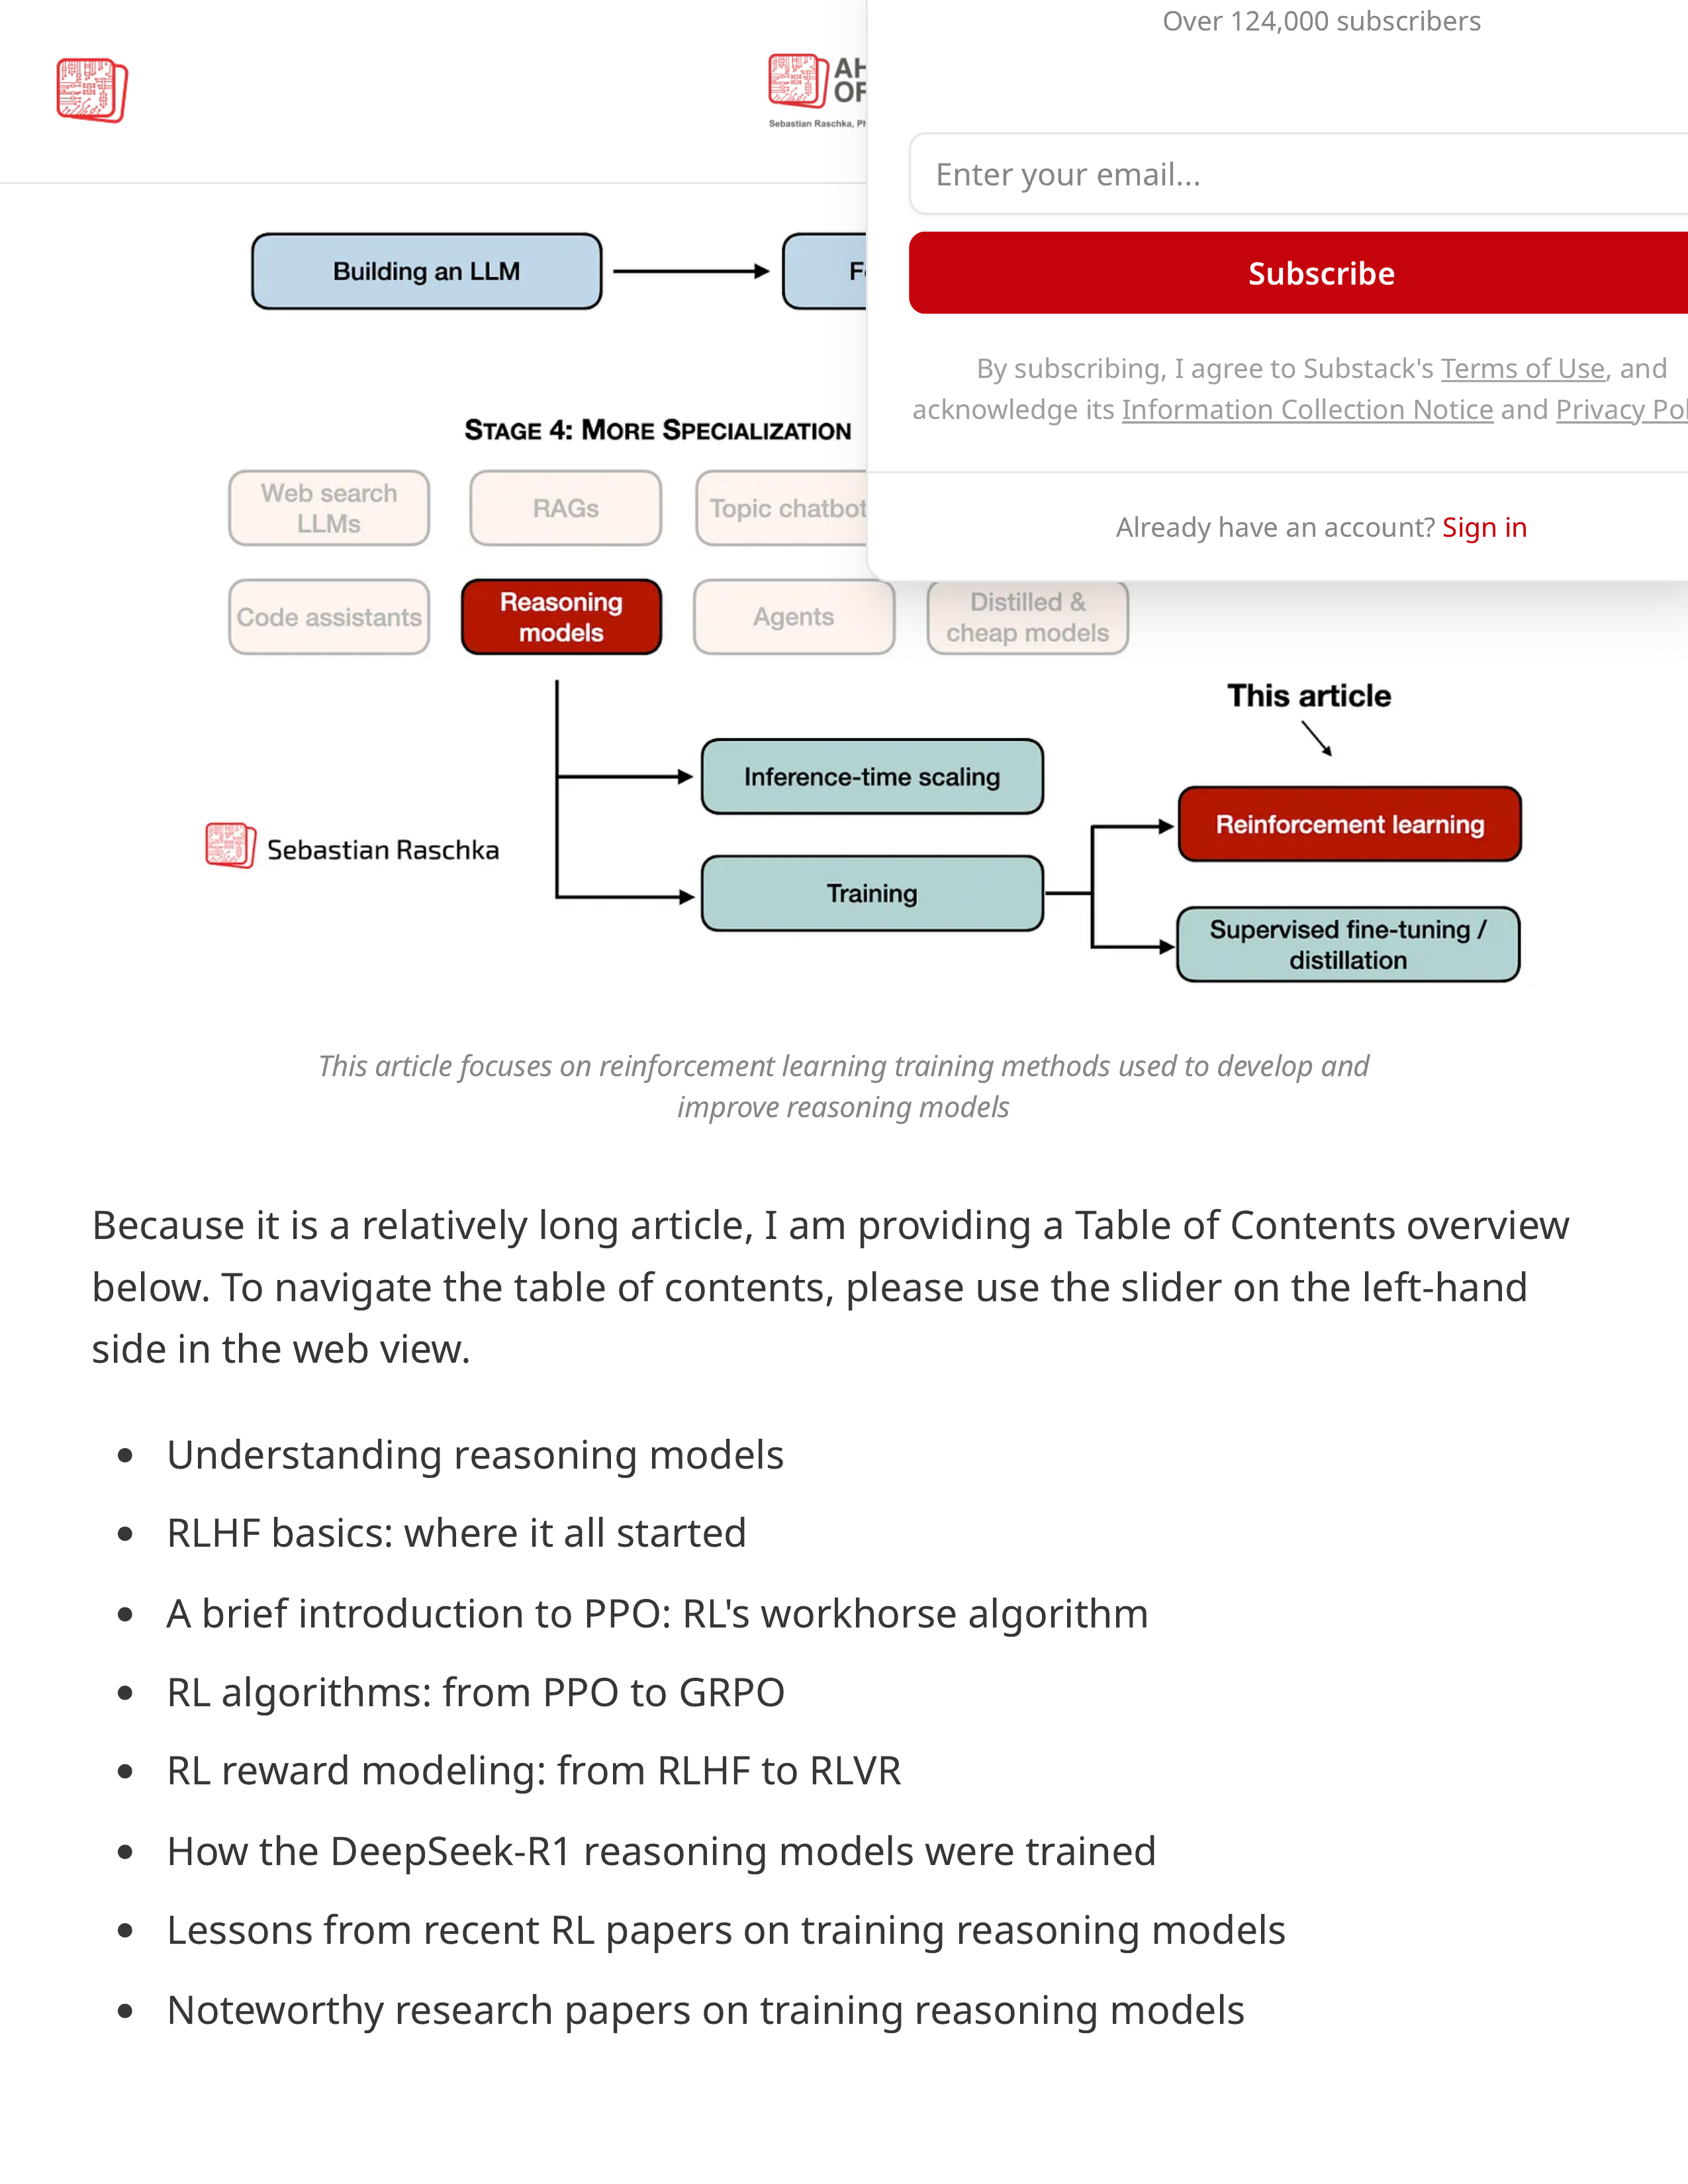 Over 124,000 subscribers
Sebastian Raschka,
Enter your email...
Subscribe
By subscribing, I agree to Substack's Terms of Use, and
acknowledge its Information Collection Notice and Privacy
Already have an account? Sign in
Building an LLM
STAGE 4: MORE SPECIALIZATION
Web search
LLMs
RAGs
Topic chatbot
Code assistants
Reasoning
models
Agents
Distilled &
cheap models
This article
Inference-time scaling
Reinforcement learning
Sebastian Raschka
Training
Supervised fine-tuning /
distillation
This article focuses on reinforcement learning training methods used to develop and
improve reasoning models
Because it is a relatively long article, I am providing a Table of Contents overview
below. To navigate the table of contents, please use the slider on the left-hand
side in the web view.
• Understanding reasoning models
• RLHF basics: where it all started
• A brief introduction to PPO: RL's workhorse algorithm
• RL algorithms: from PPO to GRPO
• RL reward modeling: from RLHF to RLVR
• How the DeepSeek-R1 reasoning models were trained
• Lessons from recent RL papers on training reasoning models
• Noteworthy research papers on training reasoning models